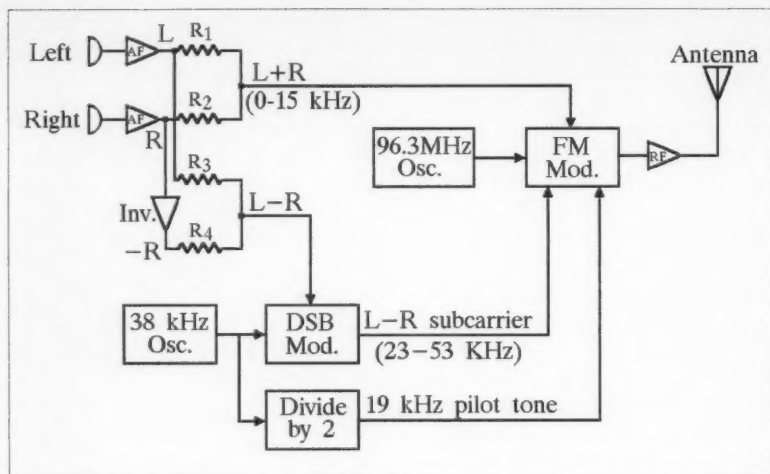 Left
AF
L
R1
L+R
(0-15 kHz)
Antenna
Right
AF
R
R2
96.3MHz
Osc.
FM
Mod.
RF
R3
Inv.
L−R
−R
R4
38 kHz
Osc.
DSB
Mod.
L−R subcarrier
(23−53 KHz)
Divide
by 2
19 kHz pilot tone